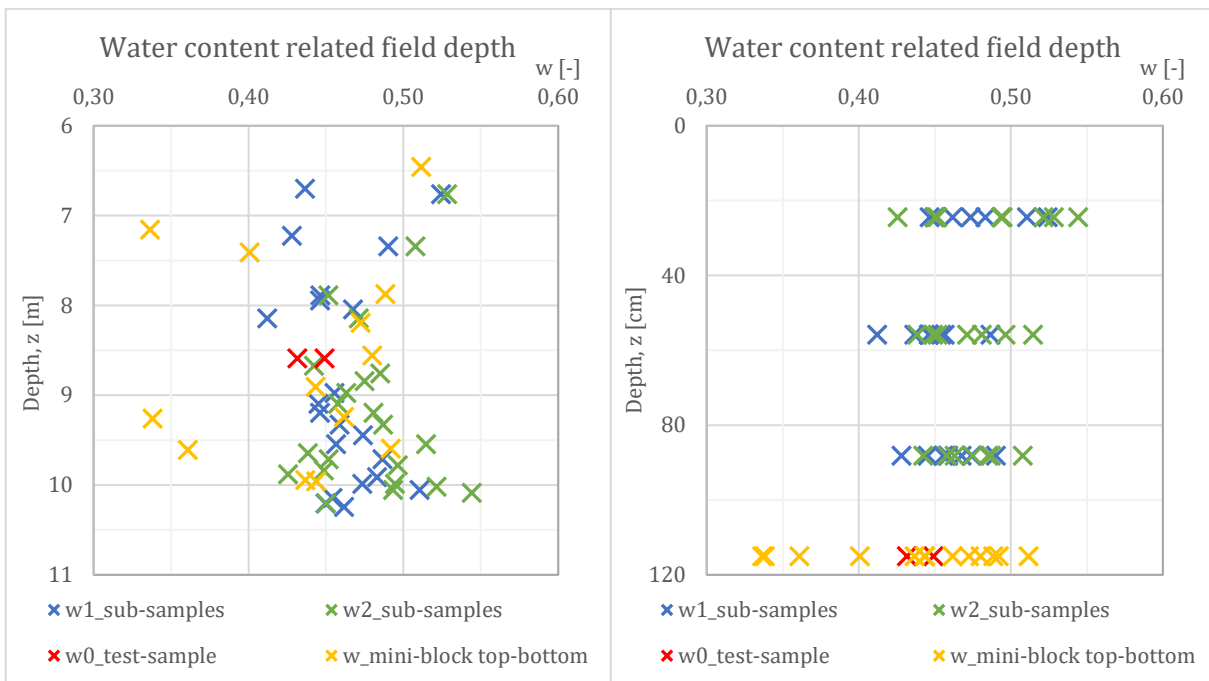 Water content related field depth
w [-]
0,30 0,40 0,50 0,60
6
7
8
9
10
11
Depth, z [m]
w1_sub-samples w2_sub-samples
w0_test-sample w_mini-block top-bottom
Water content related field depth
w [-]
0,30 0,40 0,50 0,60
0
40
80
120
Depth, z [cm]
w1_sub-samples w2_sub-samples
w0_test-sample w_mini-block top-bottom